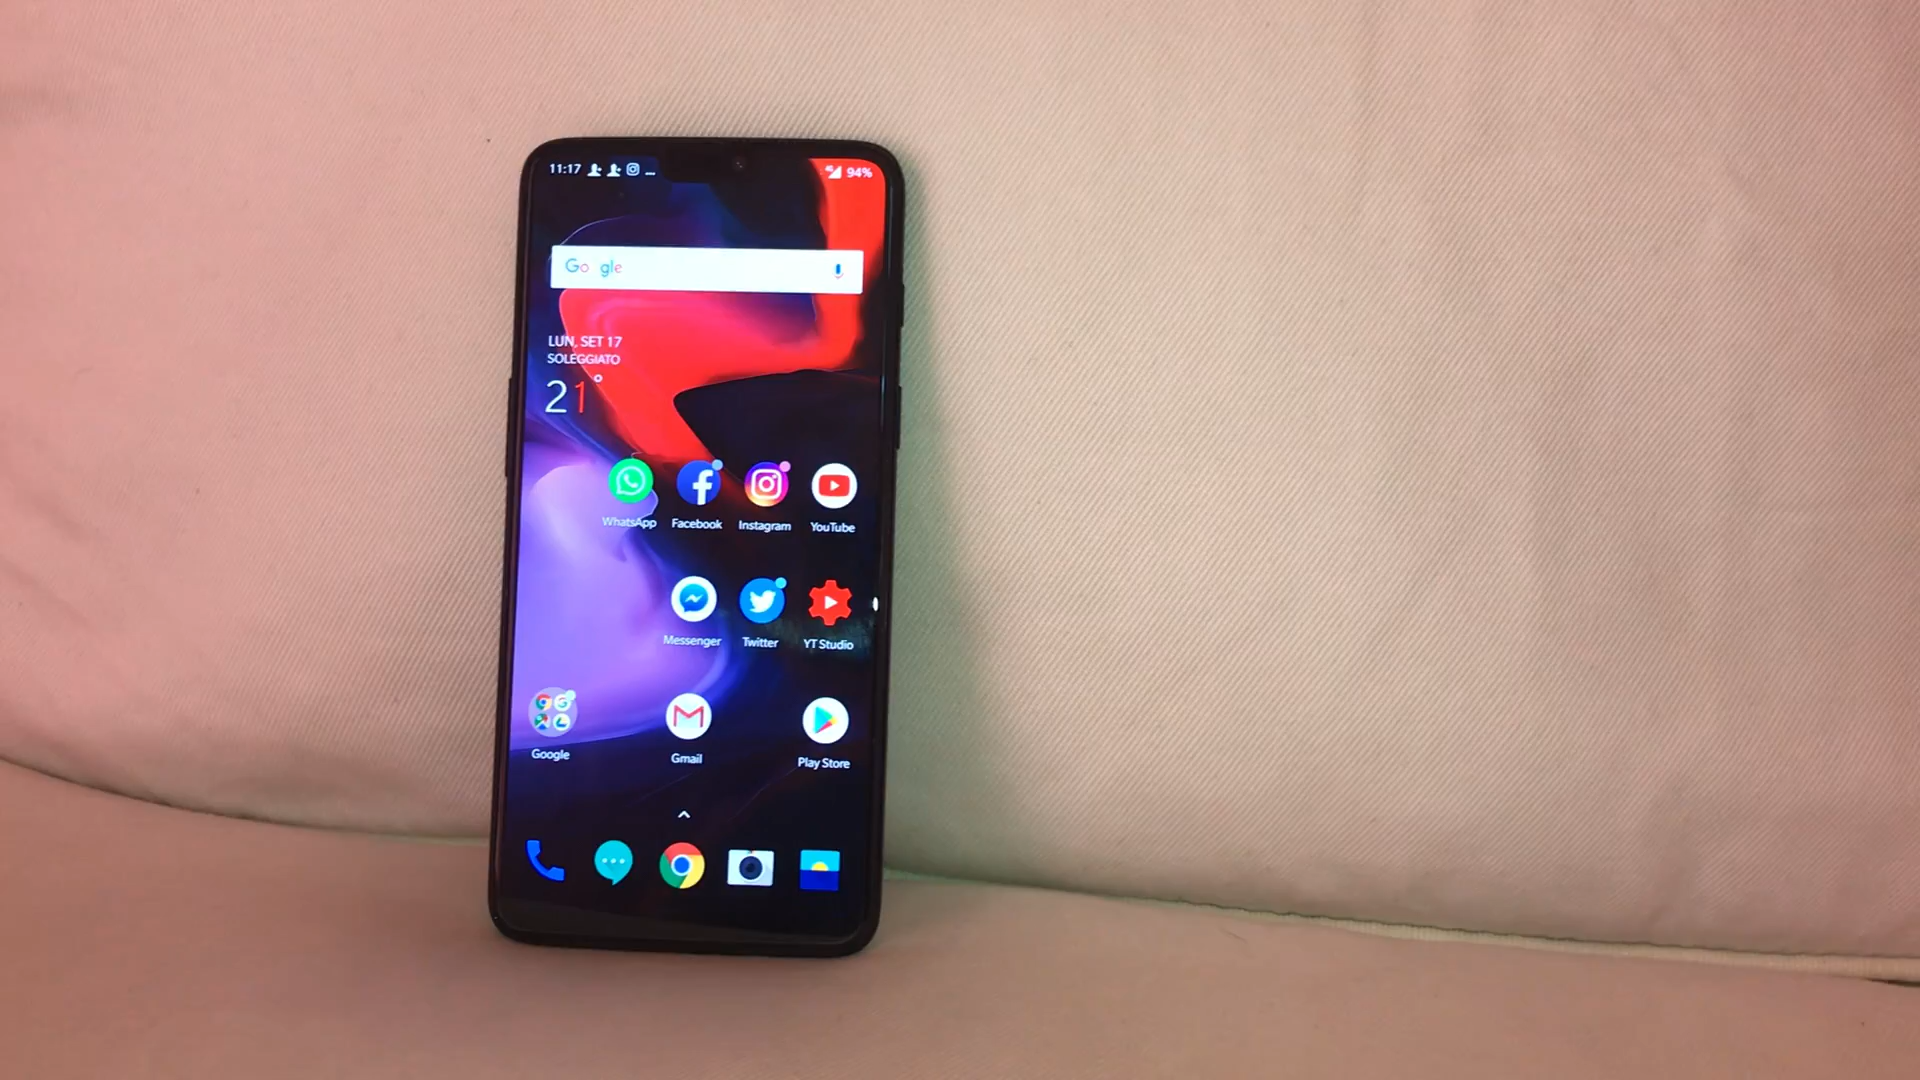 11:17
94%
Google
LUN, SET 17
SOLEGGIATO
21°
WhatsApp Facebook Instagram YouTube
Messenger Twitter YT Studio
Google Gmail Play Store